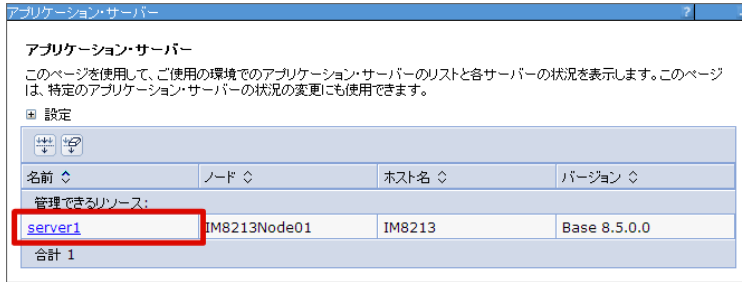 アプリケーション・サーバー ?
アプリケーション・サーバー
このページを使用して、ご使用の環境でのアプリケーション・サーバーのリストと各サーバーの状況を表示します。このページ
は、特定のアプリケーション・サーバーの状況の変更にも使用できます。
設定
名前 ノード ホスト名 バージョン
管理できるリソース:
server1 IM8213Node01 IM8213 Base 8.5.0.0
合計 1